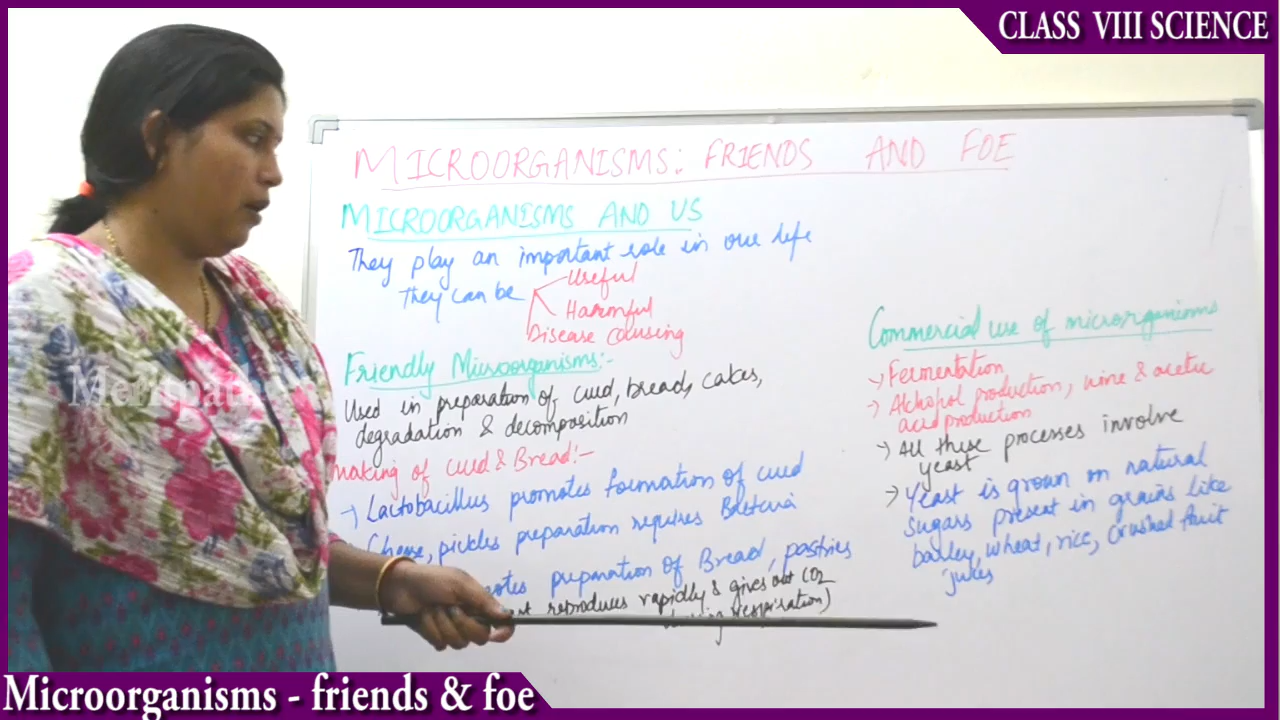 CLASS VIII SCIENCE
MICROORGANISMS: FRIENDS AND FOE
MICROORGANISMS AND US
They play an important role in our life
They can be
Useful
Harmful
Disease causing
Friendly Microorganisms:-
Used in preparation of curd, bread, cakes,
degradation & decomposition
making of curd & Bread:-
→ Lactobacillus promotes formation of curd
Cheese, pickles preparation requires
preparation of Bread, pastries
reproduces rapidly & gives out CO2
respiration)
Commercial use of microorganisms
→ Fermentation
→ production, wine & acetic
acid production
→ All these processes involve
yeast
→ Yeast is grown on natural
sugars present in grains like
barley, wheat, rice, crushed fruit
Meritpath
Microorganisms - friends & foe